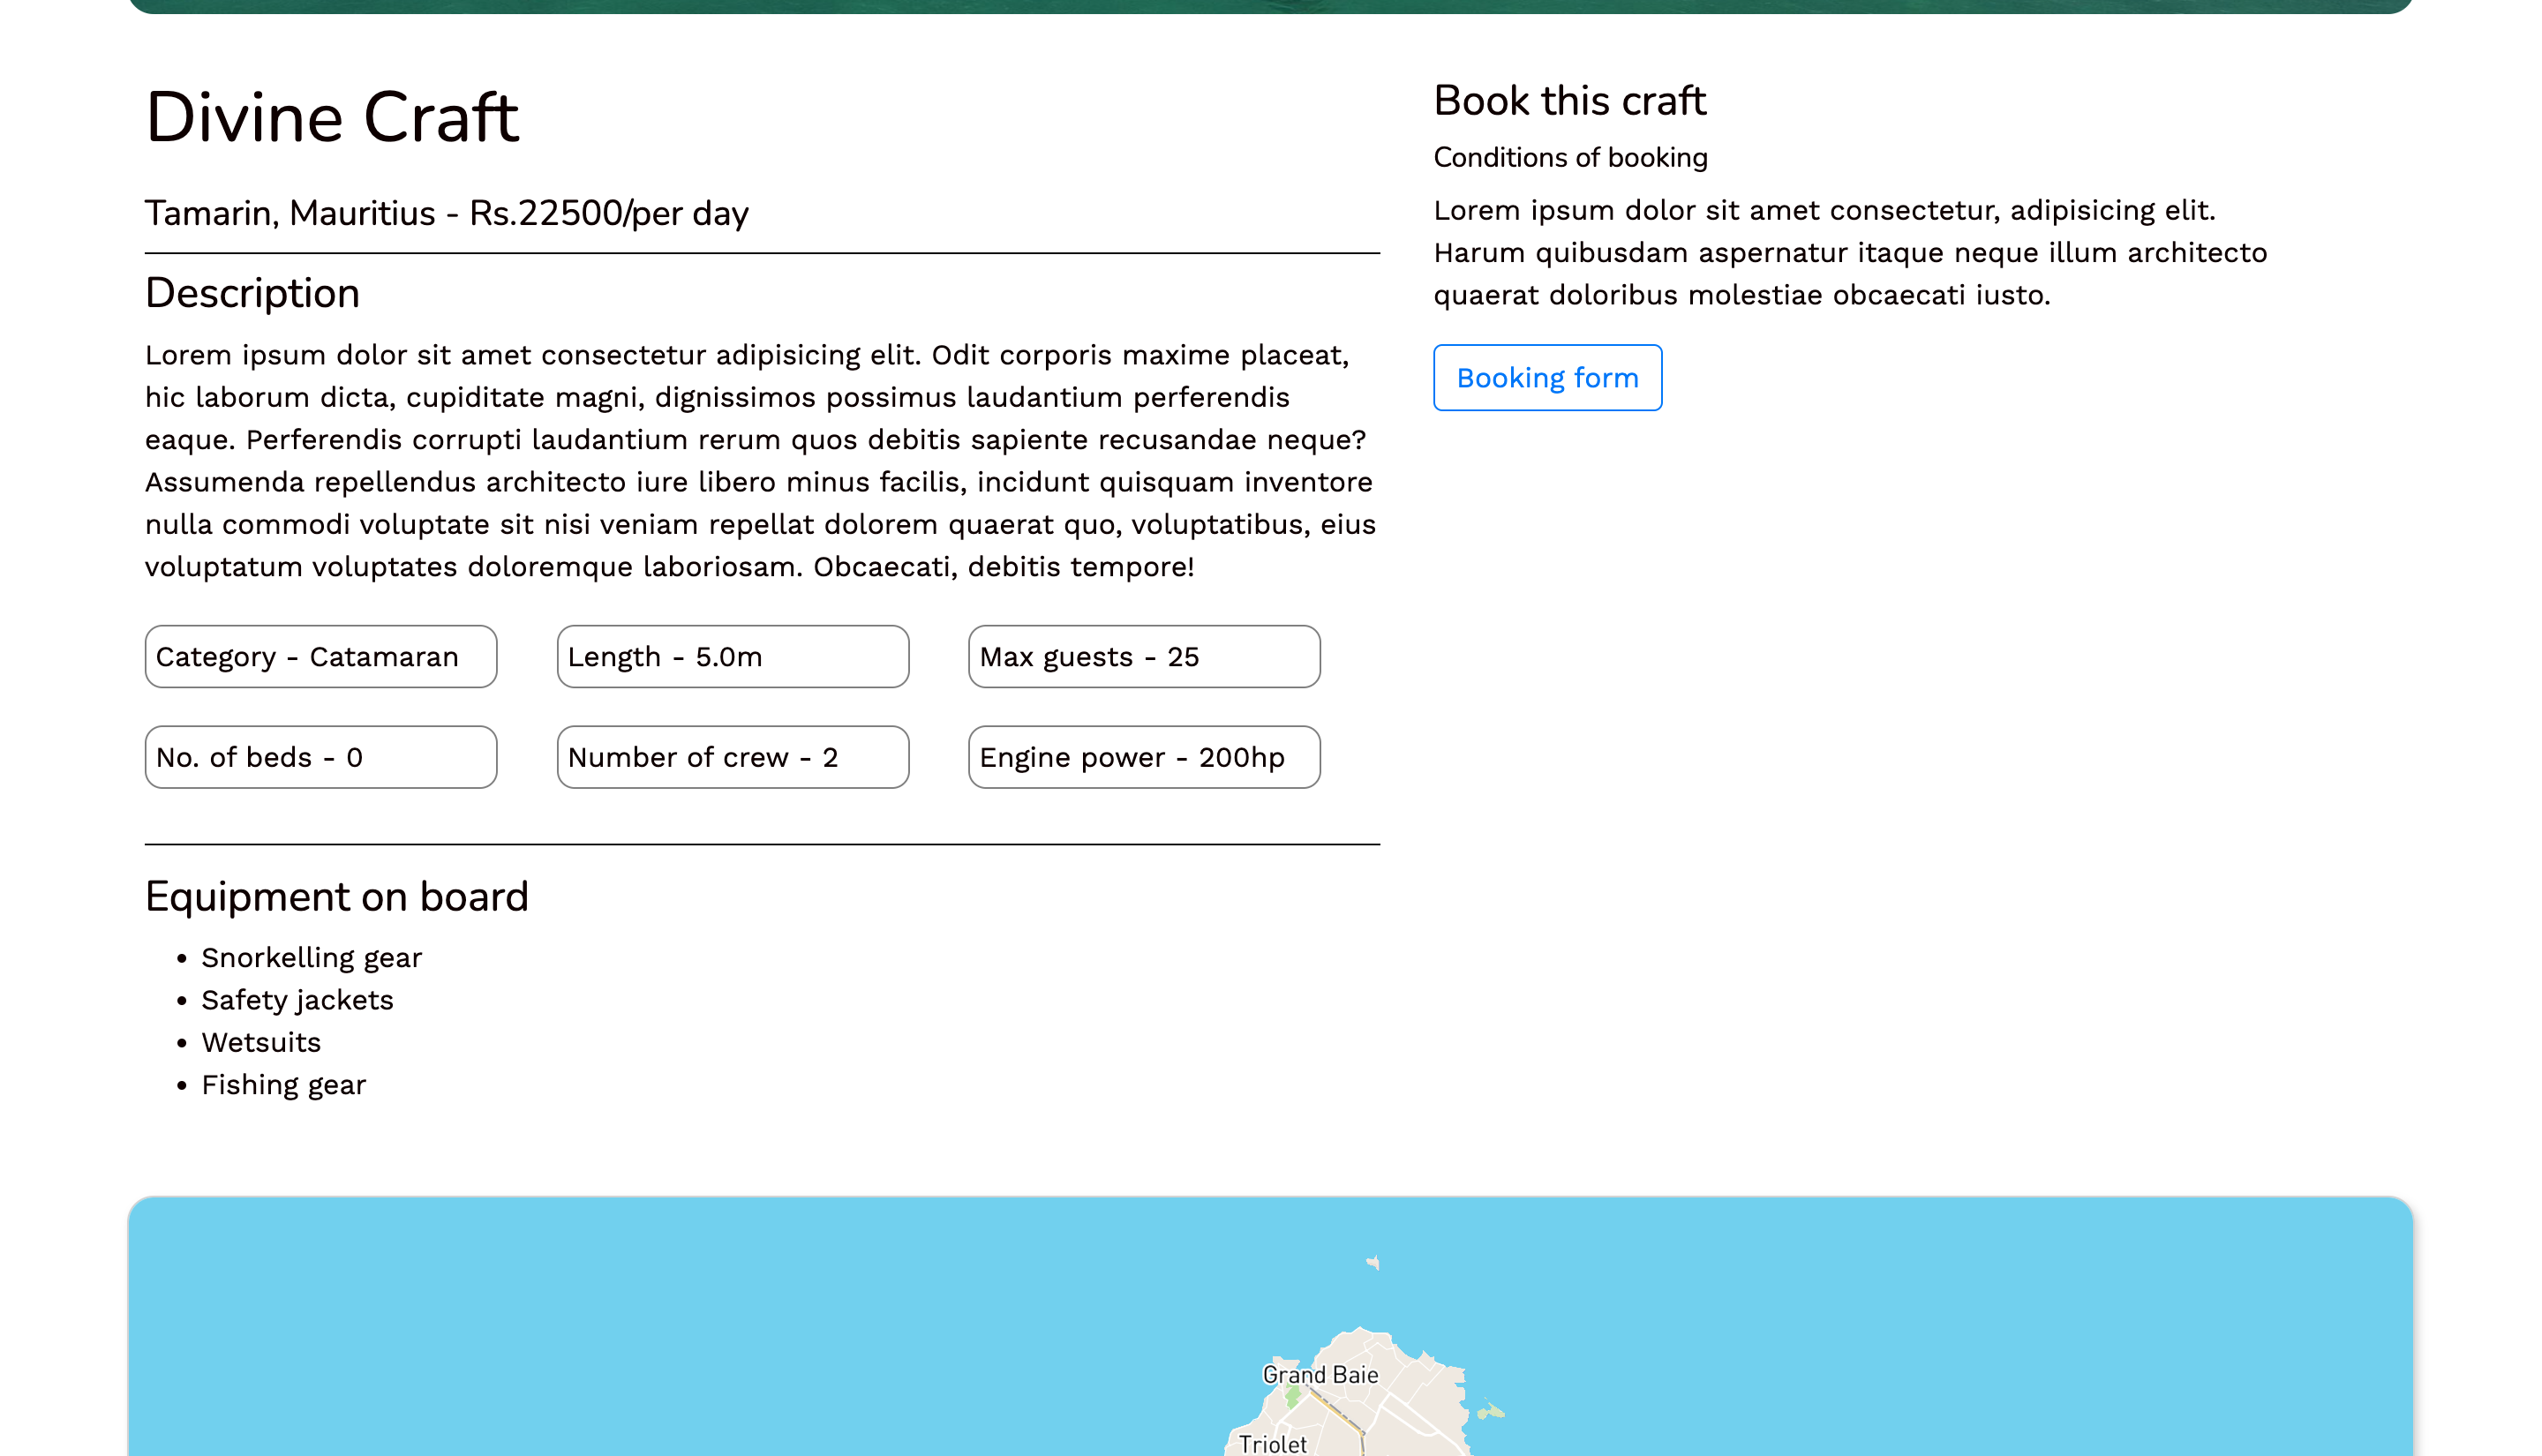 Divine Craft
Tamarin, Mauritius - Rs.22500/per day
Description
Lorem ipsum dolor sit amet consectetur adipisicing elit. Odit corporis maxime placeat,
hic laborum dicta, cupiditate magni, dignissimos possimus laudantium perferendis
eaque. Perferendis corrupti laudantium rerum quos debitis sapiente recusandae neque?
Assumenda repellendus architecto iure libero minus facilis, incidunt quisquam inventore
nulla commodi voluptate sit nisi veniam repellat dolorem quaerat quo, voluptatibus, eius
voluptatum voluptates doloremque laboriosam. Obcaecati, debitis tempore!
Category - Catamaran
Length - 5.0m
Max guests - 25
No. of beds - 0
Number of crew - 2
Engine power - 200hp
Equipment on board
• Snorkelling gear
• Safety jackets
• Wetsuits
• Fishing gear
Book this craft
Conditions of booking
Lorem ipsum dolor sit amet consectetur, adipisicing elit.
Harum quibusdam aspernatur itaque neque illum architecto
quaerat doloribus molestiae obcaecati iusto.
Booking form
Grand Baie
Triolet